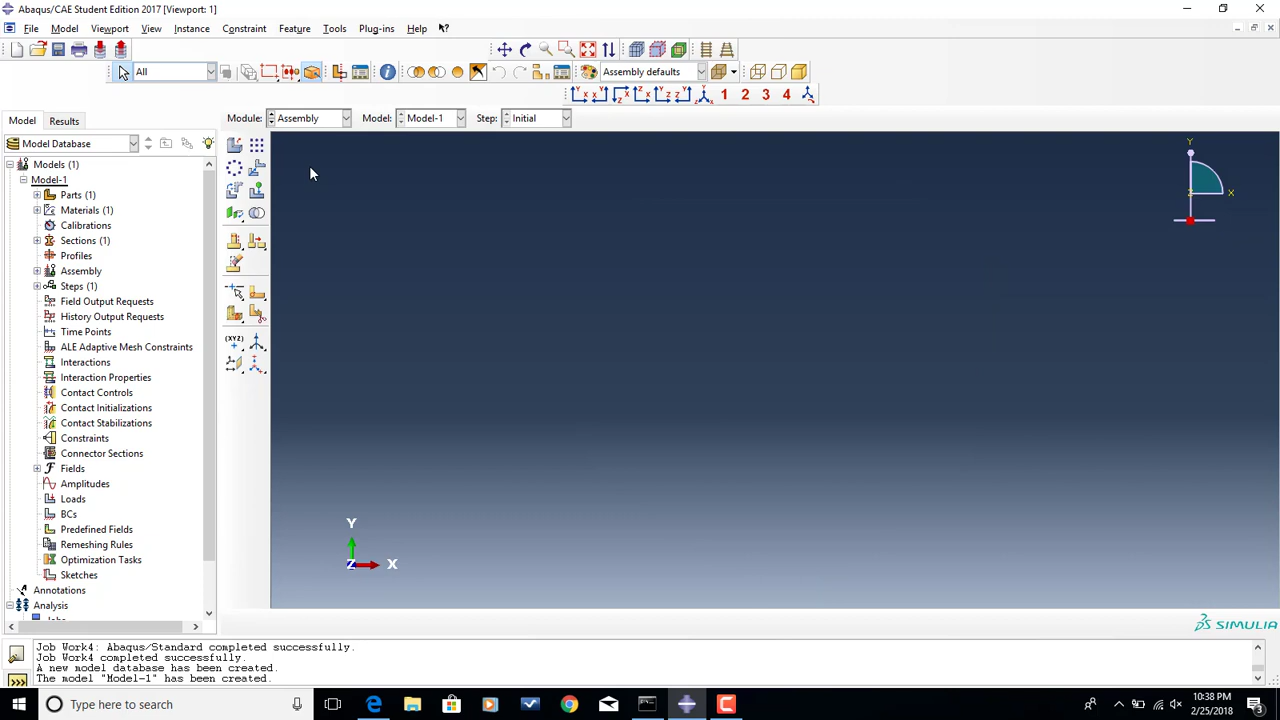 Abaqus/CAE Student Edition 2017 [Viewport: 1]
File Model Viewport View Instance Constraint Feature Tools Plug-ins Help
All
Assembly defaults
1 2 3 4
Model Results
Module: Assembly Model: Model-1 Step: Initial
Model Database
Models (1)
Model-1
Parts (1)
Materials (1)
Calibrations
Sections (1)
Profiles
Assembly
Steps (1)
Field Output Requests
History Output Requests
Time Points
ALE Adaptive Mesh Constraints
Interactions
Interaction Properties
Contact Controls
Contact Initializations
Contact Stabilizations
Constraints
Connector Sections
Fields
Amplitudes
Loads
BCs
Predefined Fields
Remeshing Rules
Optimization Tasks
Sketches
Annotations
Analysis
(XYZ)
Y
X
Z
Y
X
Z
SIMULIA
Job Work4: Abaqus/Standard completed successfully.
Job Work4 completed successfully.
A new model database has been created.
The model "Model-1" has been created.
Type here to search
10:38 PM
2/25/2018
3